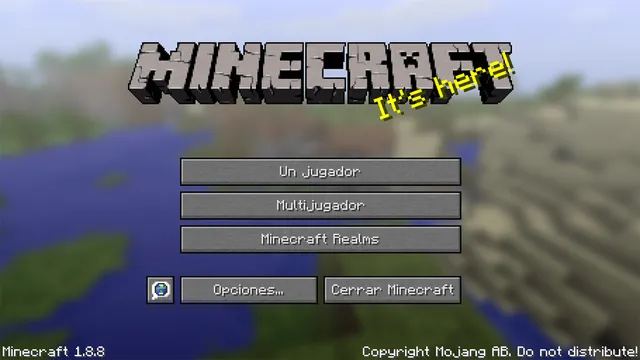 MINECRAFT
It's here!
Un jugador
Multijugador
Minecraft Realms
Opciones...
Cerrar Minecraft
Minecraft 1.8.8
Copyright Mojang AB. Do not distribute!